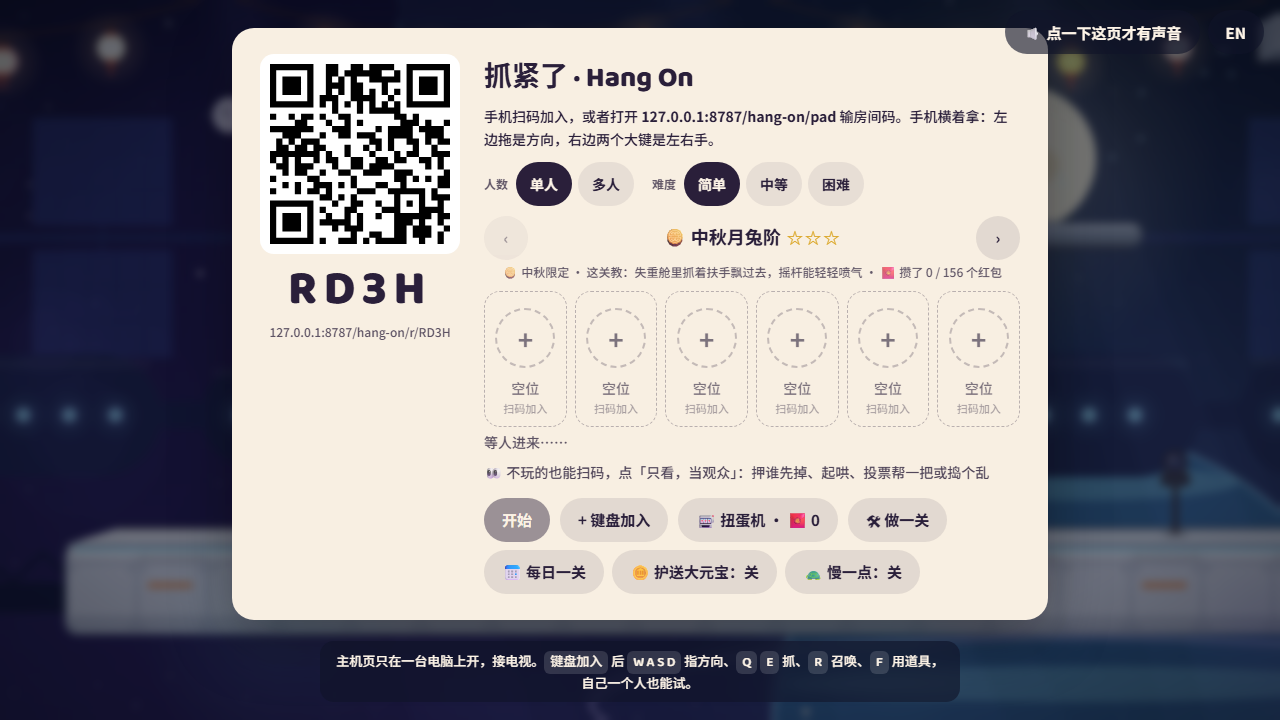 点一下这页才有声音
EN
抓紧了 · Hang On
手机扫码加入，或者打开 127.0.0.1:8787/hang-on/pad 输房间码。手机横着拿：左
边拖是方向，右边两个大键是左右手。
人数 单人 多人 难度 简单 中等 困难
‹ 中秋月兔阶 ☆☆☆ ›
中秋限定 · 这关教：失重舱里抓着扶手飘过去，摇杆能轻轻喷气 · 攒了 0 / 156 个红包
RD3H
127.0.0.1:8787/hang-on/r/RD3H
+ + + + + +
空位 空位 空位 空位 空位 空位
扫码加入 扫码加入 扫码加入 扫码加入 扫码加入 扫码加入
等人进来……
不玩的也能扫码，点「只看，当观众」：押谁先掉、起哄、投票帮一把或捣个乱
开始 + 键盘加入 扭蛋机 · 0 做一关
每日一关 护送大元宝：关 慢一点：关
主机页只在一台电脑上开，接电视。 键盘加入 后 WASD 指方向、 Q E 抓、 R 召唤、 F 用道具，
自己一个人也能试。